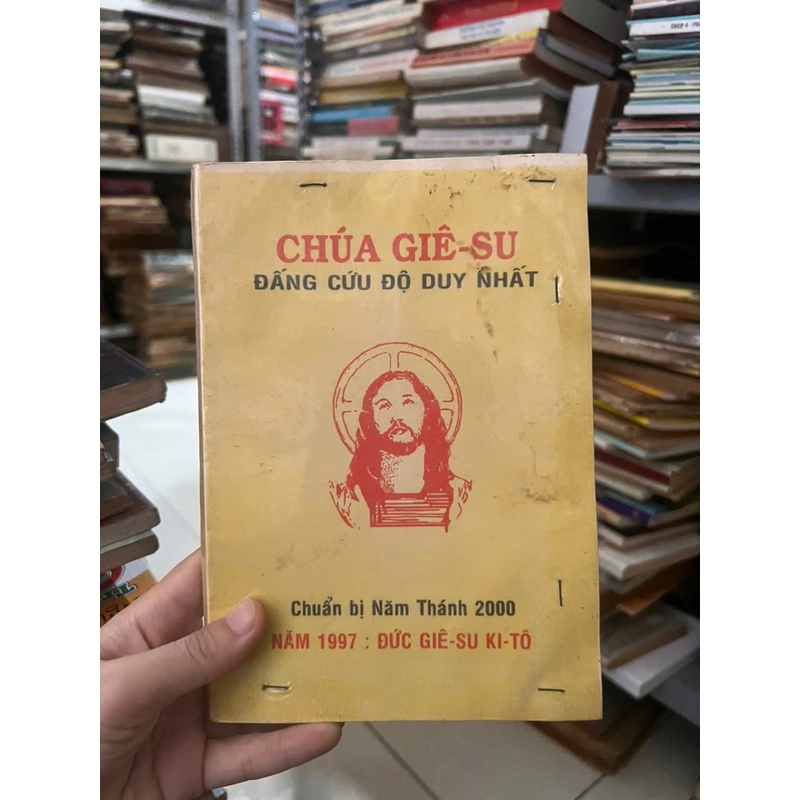 CHÚA GIÊ-SU
ĐẤNG CỨU ĐỘ DUY NHẤT
Chuẩn bị Năm Thánh 2000
NĂM 1997 : ĐỨC GIÊ-SU KI-TÔ